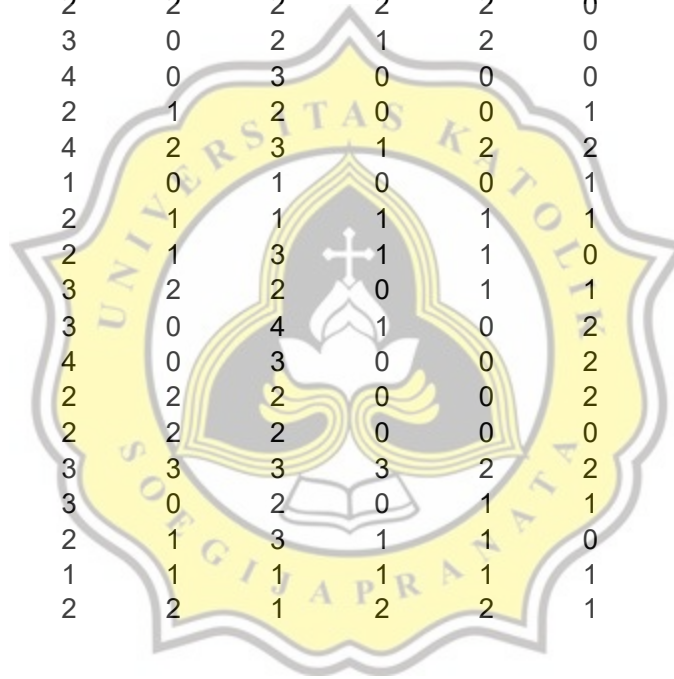 2 2 2 2 2 0
3 0 2 1 2 0
4 0 3 0 0 0
2 1 2 0 0 1
4 2 3 1 2 2
1 0 1 0 0 1
2 1 1 1 1 1
2 1 3 1 1 0
3 2 2 0 1 1
3 0 4 1 0 2
4 0 3 0 0 2
2 2 2 0 0 2
2 2 2 0 0 0
3 3 3 3 2 2
3 0 2 0 1 1
2 1 3 1 1 0
1 1 1 1 1 1
2 2 1 2 2 1
UNIVERSITAS KATOLIK
SOEGIJAPRANATA